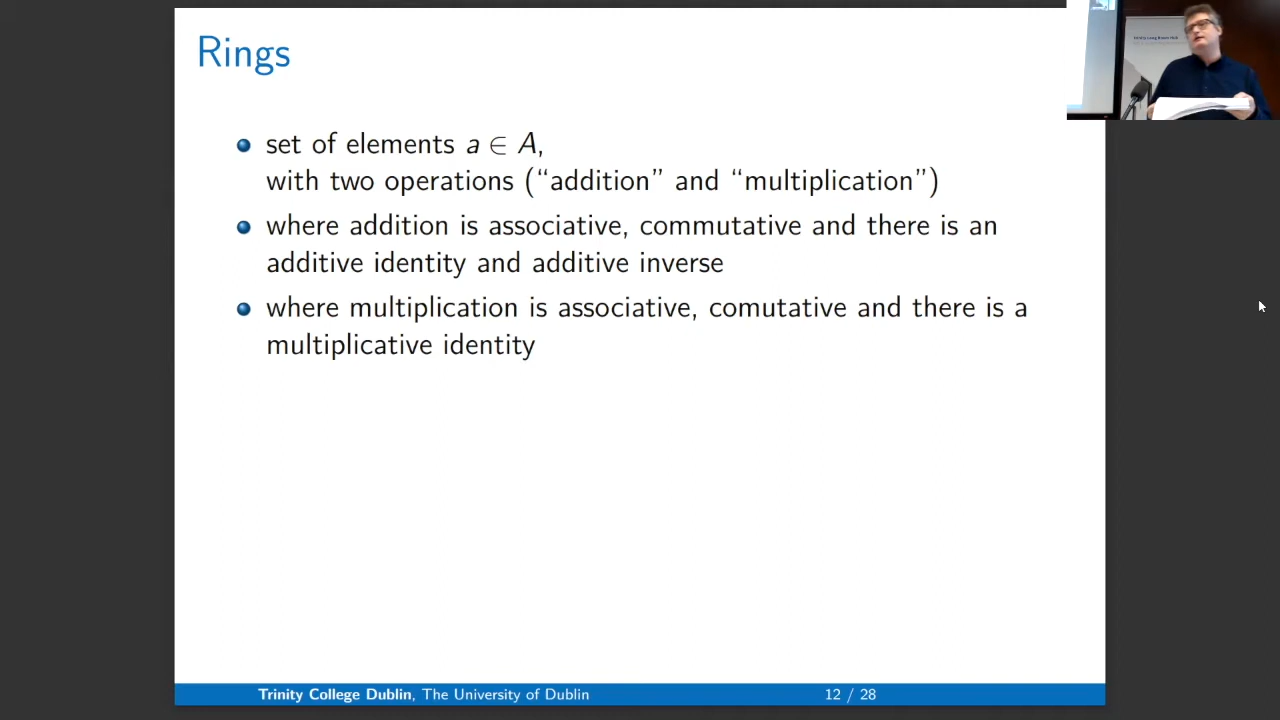 Rings
set of elements a ∈ A,
with two operations (“addition” and “multiplication”)
where addition is associative, commutative and there is an
additive identity and additive inverse
where multiplication is associative, comutative and there is a
multiplicative identity
Trinity College Dublin, The University of Dublin
12 / 28